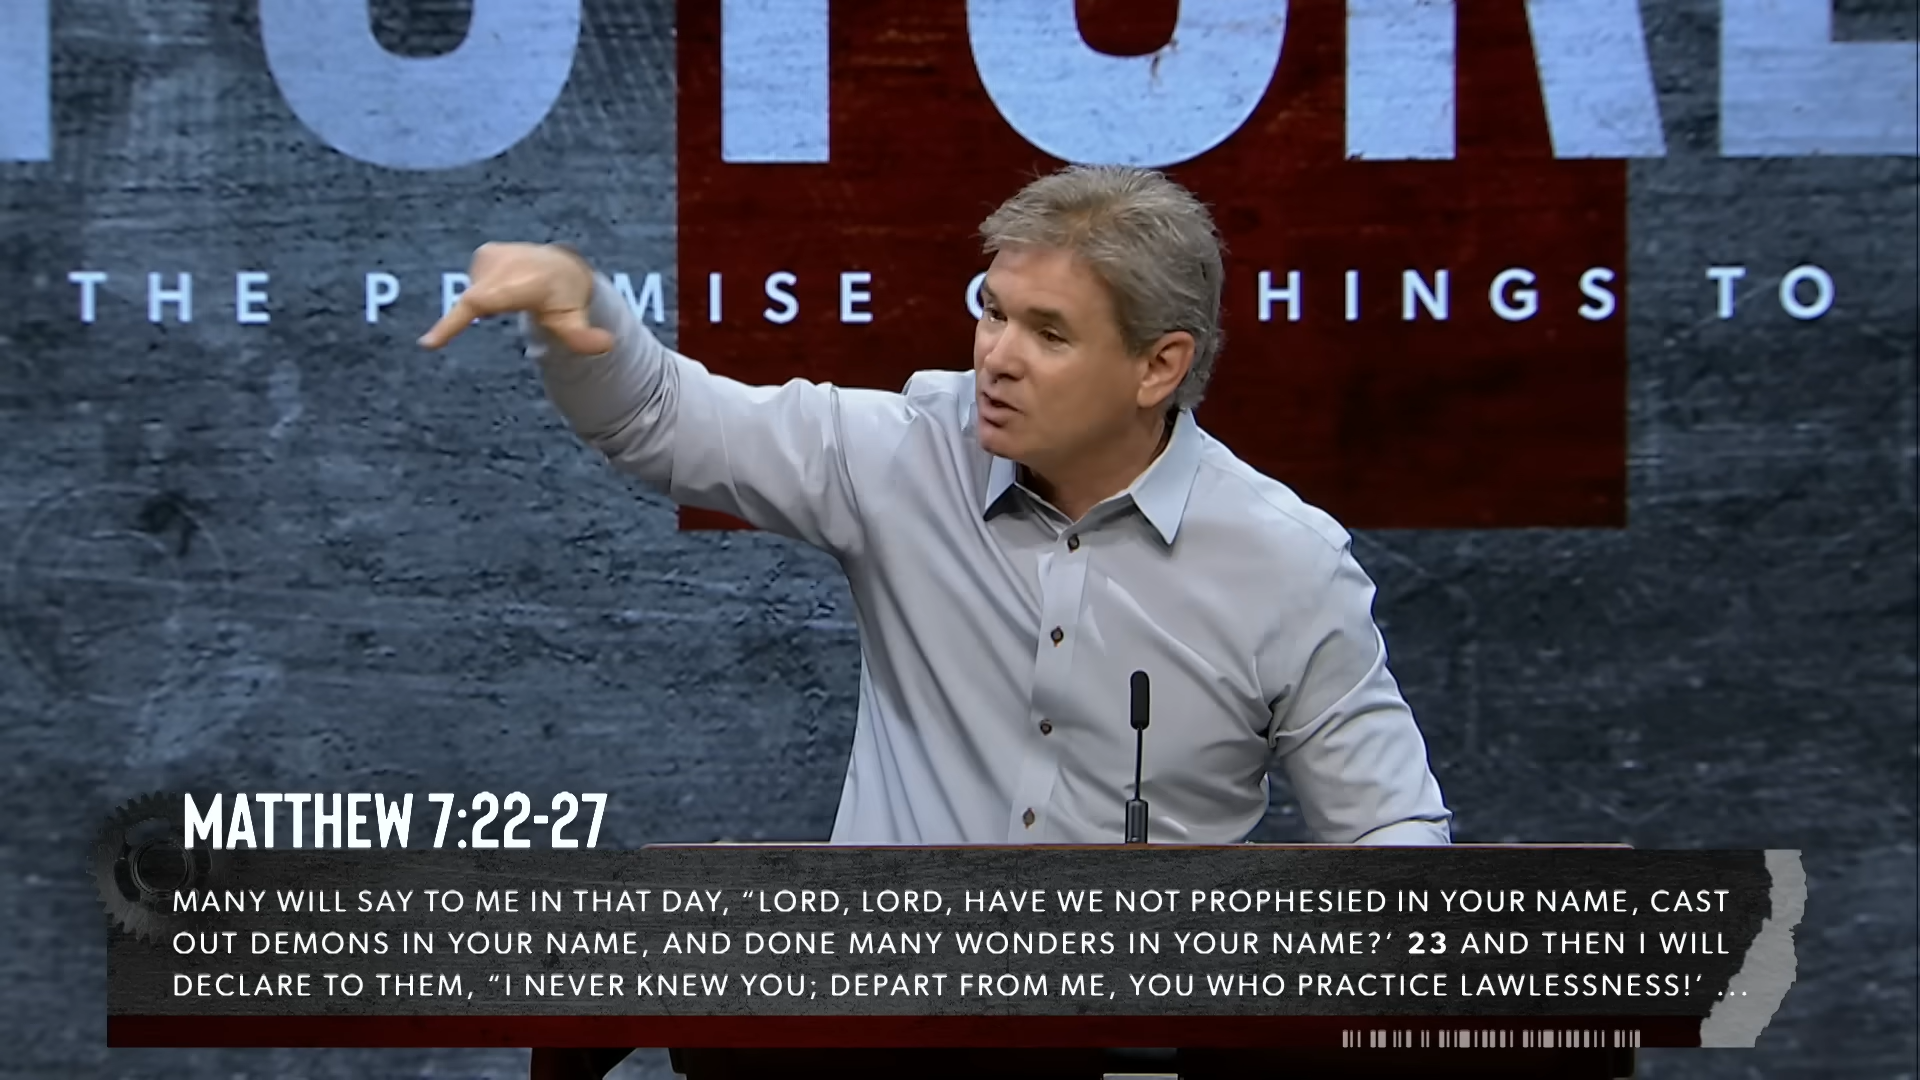 THE PR MISE HINGS TO
MATTHEW 7:22-27
MANY WILL SAY TO ME IN THAT DAY, “LORD, LORD, HAVE WE NOT PROPHESIED IN YOUR NAME, CAST
OUT DEMONS IN YOUR NAME, AND DONE MANY WONDERS IN YOUR NAME?’ 23 AND THEN I WILL
DECLARE TO THEM, “I NEVER KNEW YOU; DEPART FROM ME, YOU WHO PRACTICE LAWLESSNESS!’ ...